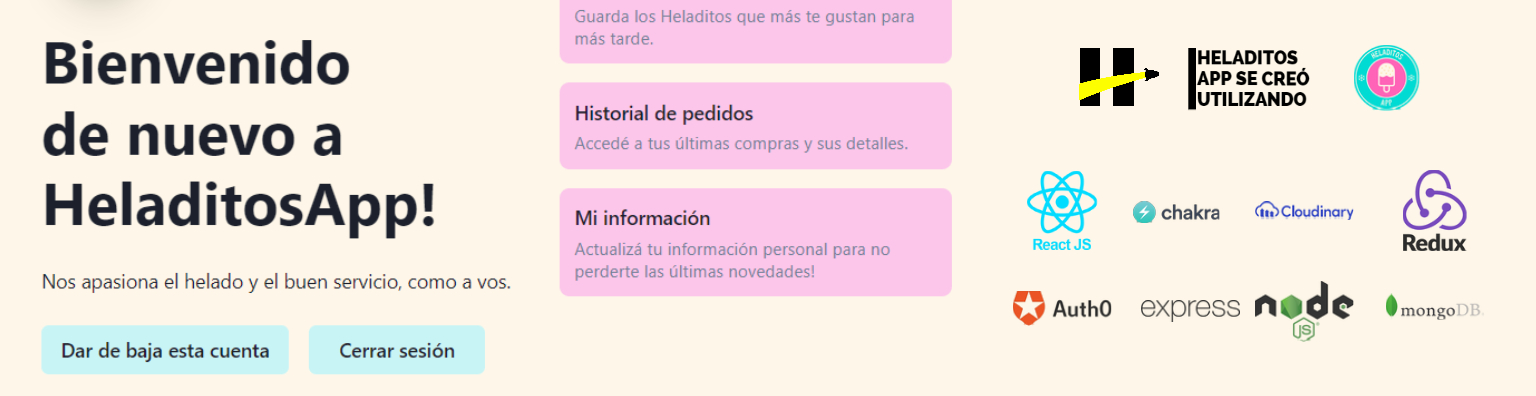 Bienvenido
de nuevo a
HeladitosApp!
Nos apasiona el helado y el buen servicio, como a vos.
Dar de baja esta cuenta
Cerrar sesión
Guarda los Heladitos que más te gustan para
más tarde.
Historial de pedidos
Accedé a tus últimas compras y sus detalles.
Mi información
Actualizá tu información personal para no
perderte las últimas novedades!
H
HELADITOS
APP SE CREÓ
UTILIZANDO
HELADITOS
APP
React JS
chakra
Cloudinary
Redux
Auth0
express
node
JS
mongoDB.